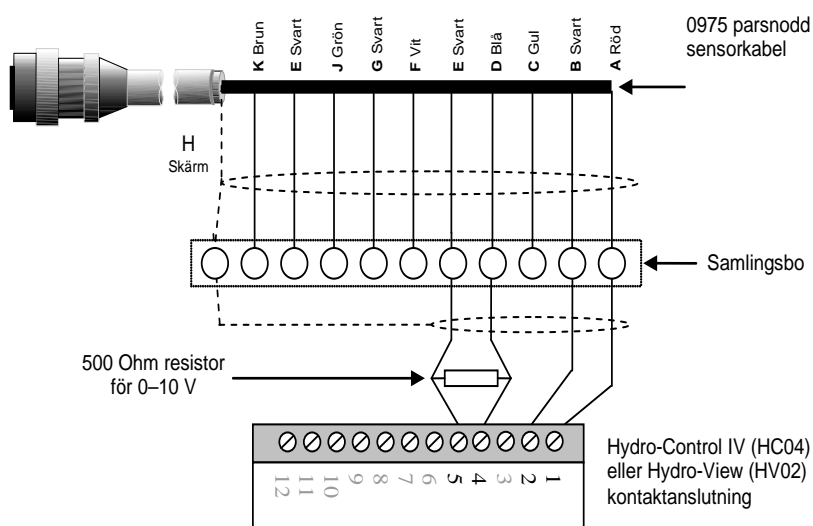 K Brun
E Svart
J Grön
G Svart
F Vit
E Svart
D Blå
C Gul
B Svart
A Röd
0975 parsnodd
sensorkabel
H
Skärm
Samlingsbo
500 Ohm resistor
för 0–10 V
12 11 10 9 8 7 6 5 4 3 2 1
Hydro-Control IV (HC04)
eller Hydro-View (HV02)
kontaktanslutning